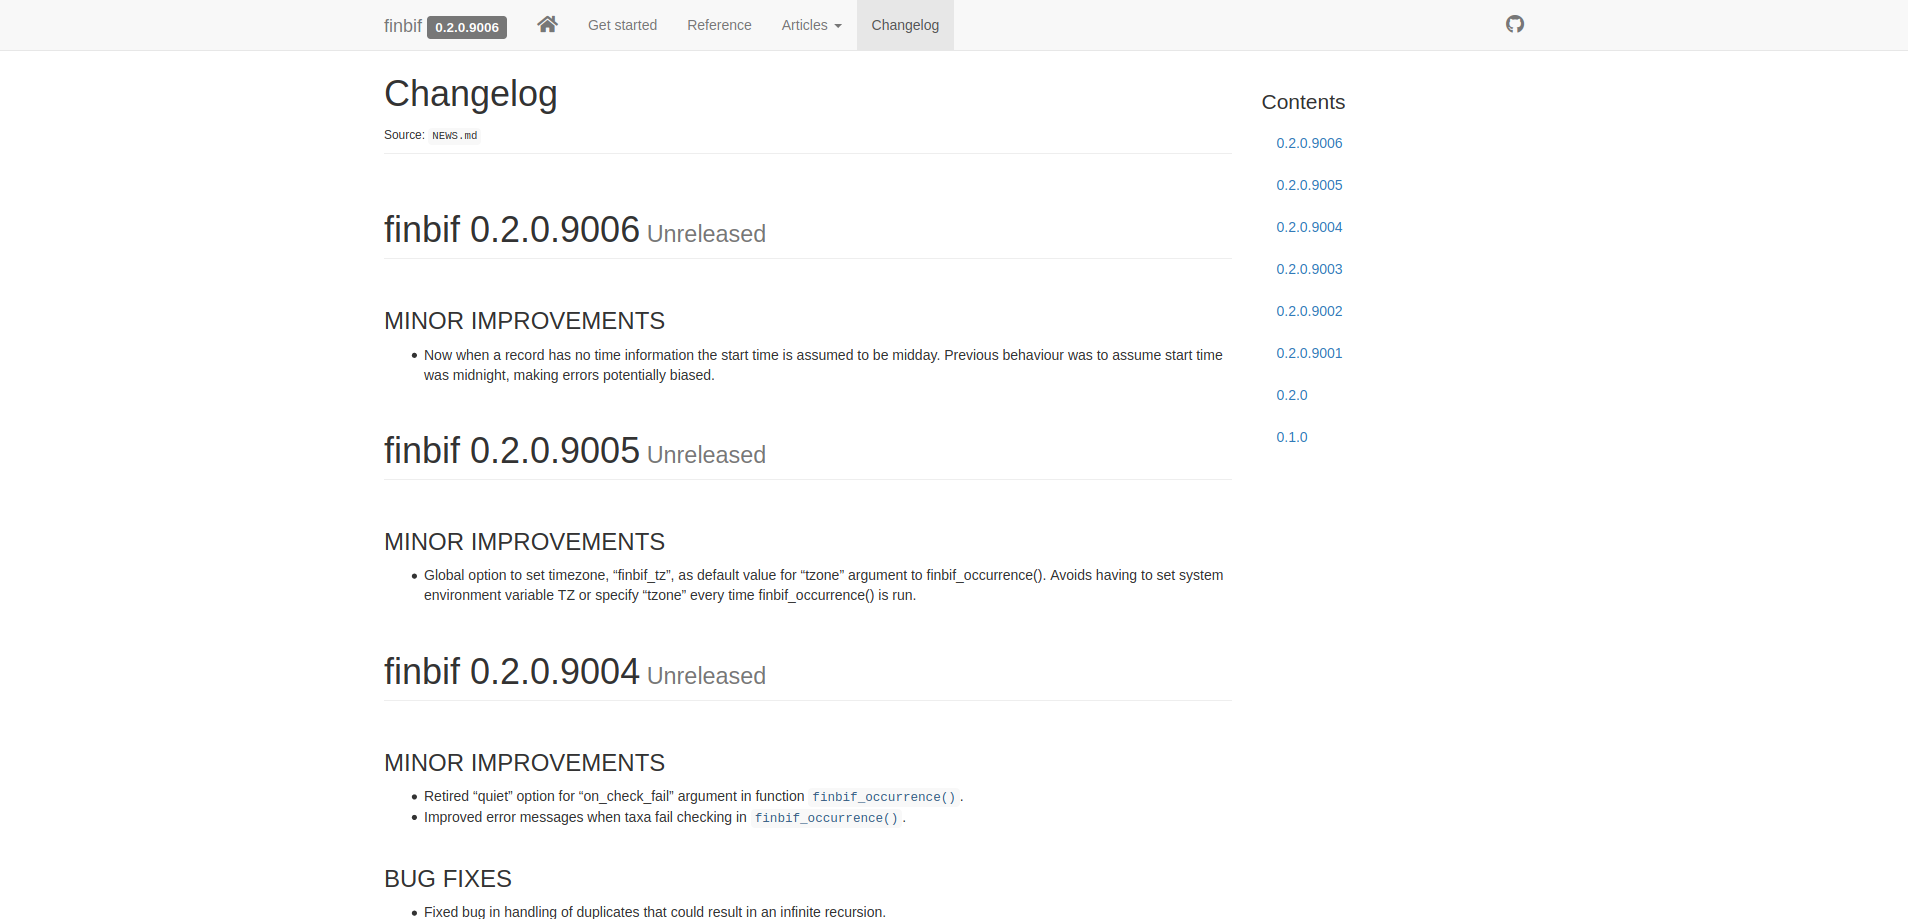 finbif 0.2.0.9006 Get started Reference Articles Changelog
Changelog
Source: NEWS.md
finbif 0.2.0.9006 Unreleased
MINOR IMPROVEMENTS
Now when a record has no time information the start time is assumed to be midday. Previous behaviour was to assume start time
was midnight, making errors potentially biased.
finbif 0.2.0.9005 Unreleased
MINOR IMPROVEMENTS
Global option to set timezone, “finbif_tz”, as default value for “tzone” argument to finbif_occurrence(). Avoids having to set system
environment variable TZ or specify “tzone” every time finbif_occurrence() is run.
finbif 0.2.0.9004 Unreleased
MINOR IMPROVEMENTS
Retired “quiet” option for “on_check_fail” argument in function finbif_occurrence().
Improved error messages when taxa fail checking in finbif_occurrence().
BUG FIXES
Fixed bug in handling of duplicates that could result in an infinite recursion.
Contents
0.2.0.9006
0.2.0.9005
0.2.0.9004
0.2.0.9003
0.2.0.9002
0.2.0.9001
0.2.0
0.1.0